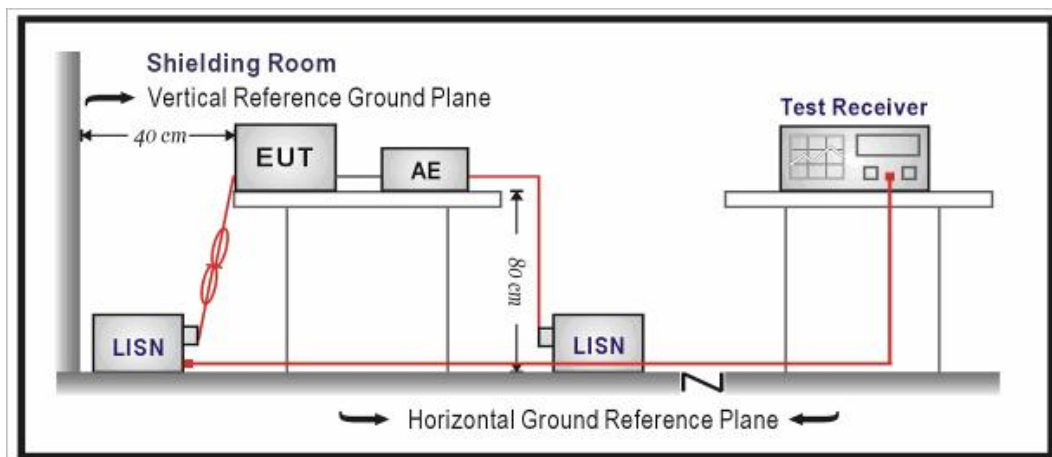 Shielding Room
Vertical Reference Ground Plane
40 cm
EUT
AE
Test Receiver
80 cm
LISN
LISN
Horizontal Ground Reference Plane